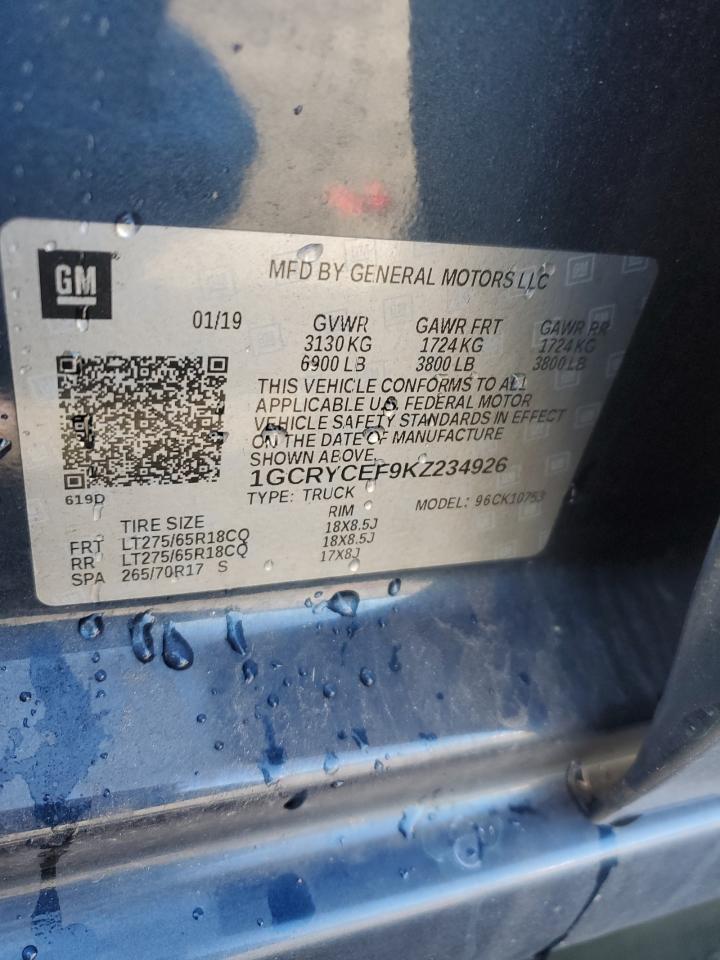 GM
MFD BY GENERAL MOTORS LLC
01/19 GVWR GAWR FRT GAWR RR
3130 KG 1724 KG 1724 KG
6900 LB 3800 LB 3800 LB
THIS VEHICLE CONFORMS TO ALL
APPLICABLE U.S. FEDERAL MOTOR
VEHICLE SAFETY STANDARDS IN EFFECT
ON THE DATE OF MANUFACTURE
SHOWN ABOVE.
1GCRYCEF9KZ234926
619D TYPE: TRUCK MODEL: 96CK10753
TIRE SIZE RIM
FRT LT275/65R18CQ 18X8.5J
RR LT275/65R18CQ 18X8.5J
SPA 265/70R17 S 17X8J